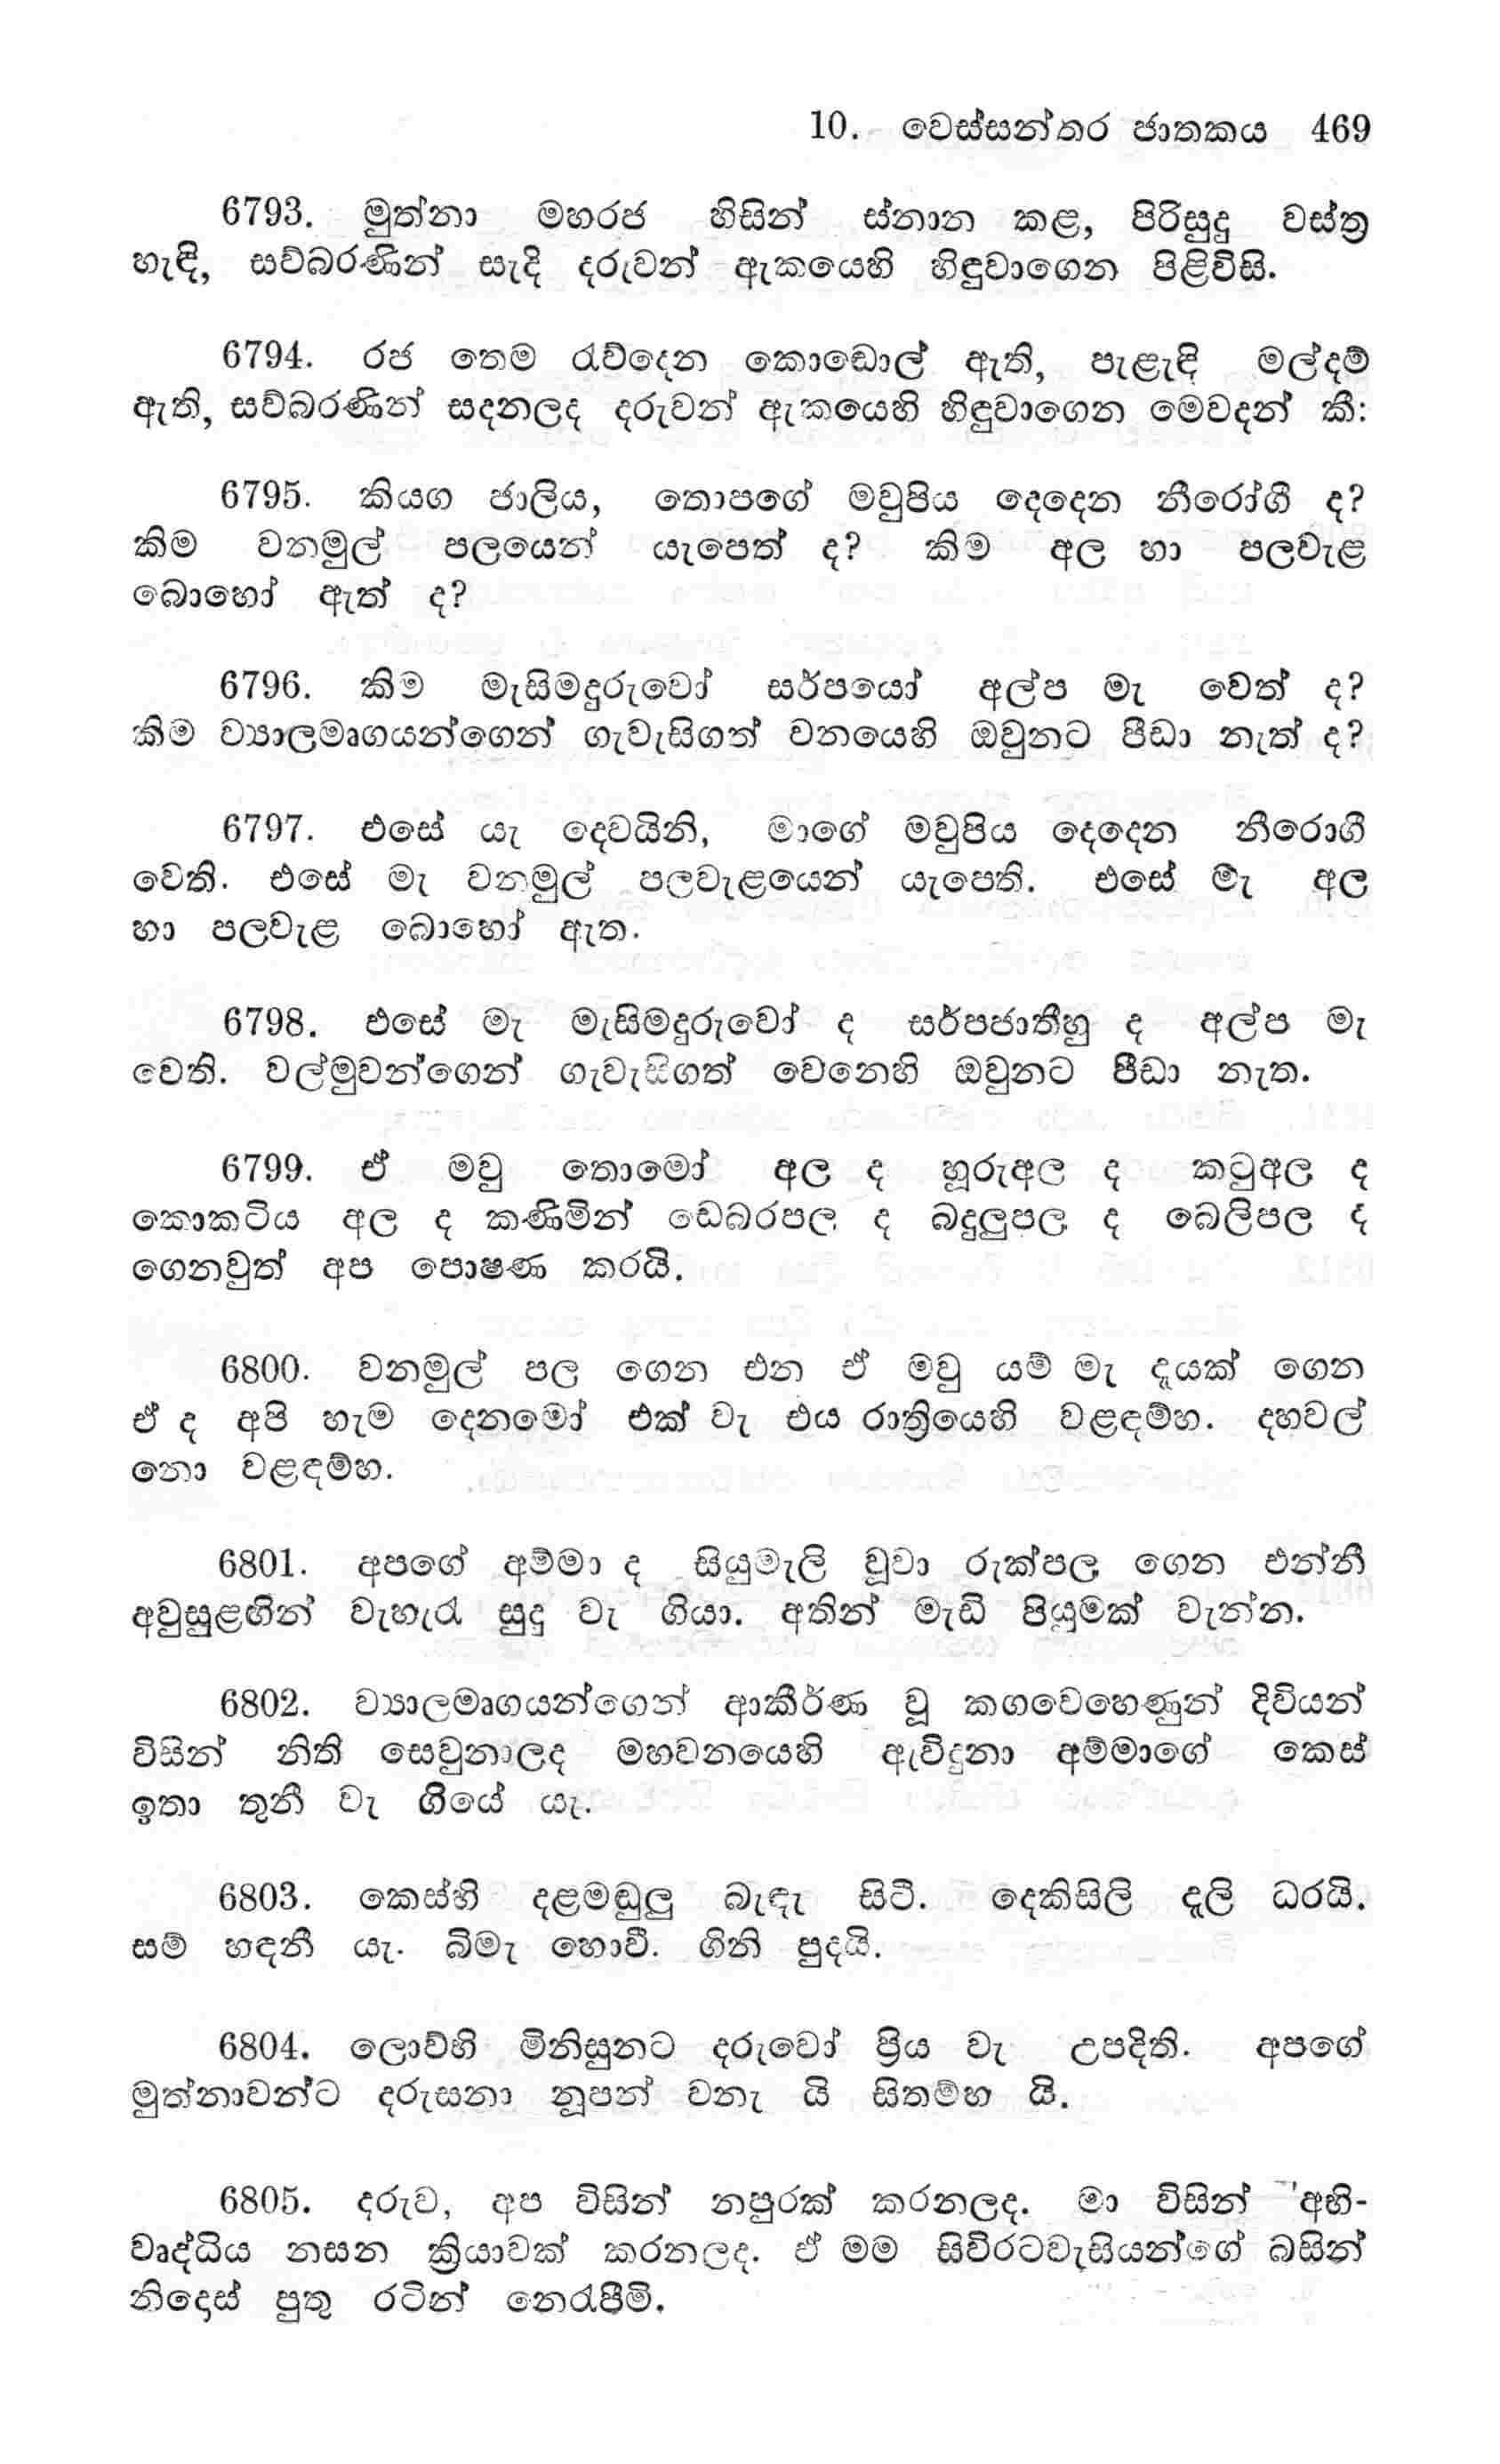 10. වෙස්සන්තර ජාතකය 469
6793. මුත්නා මහරජ හිසින් ස්නාන කළ, පිරිසුදු වස්ත්‍ර
හැඳි, සව්බරණින් සැදි දරුවන් ඇකයෙහි හිඳුවාගෙන පිළිවිසි.
6794. රජ තෙම රැව්දෙන කොඩොල් ඇති, පැළැඳි මල්දම්
ඇති, සව්බරණින් සදනලද දරුවන් ඇකයෙහි හිඳුවාගෙන මෙවදන් කී:
6795. කියග ජාලිය, තොපගේ මවුපිය දෙදෙන නීරෝගී ද?
කිම වනමුල් පලයෙන් යැපෙත් ද? කිම අල හා පලවැළ
බොහෝ ඇත් ද?
6796. කිම මැසිමදුරුවෝ සර්පයෝ අල්ප මැ වෙත් ද?
කිම ව්‍යාලමෘගයන්ගෙන් ගැවැසිගත් වනයෙහි ඔවුනට පීඩා නැත් ද?
6797. එසේ යැ දෙවයිනි, මාගේ මවුපිය දෙදෙන නීරොගී
වෙති. එසේ මැ වනමුල් පලවැළයෙන් යැපෙති. එසේ මැ අල
හා පලවැළ බොහෝ ඇත.
6798. එසේ මැ මැසිමදුරුවෝ ද සර්පජාතීහු ද අල්ප මැ
වෙති. වල්මුවන්ගෙන් ගැවැසිගත් වෙනෙහි ඔවුනට පීඩා නැත.
6799. ඒ මවු තොමෝ අල ද හූරුඅල ද කටුඅල ද
කොකටිය අල ද කණිමින් ඩෙබරපල ද බදුලුපල ද බෙලිපල ද
ගෙනවුත් අප පොෂණ කරයි.
6800. වනමුල් පල ගෙන එන ඒ මවු යම් මැ දෑයක් ගෙන
ඒ ද අපි හැම දෙනමෝ එක් වැ එය රාත්‍රියෙහි වළඳම්හ. දහවල්
නො වළඳම්හ.
6801. අපගේ අම්මා ද සියුමැලි වූවා රුක්පල ගෙන එන්නී
අවුසුළඟින් වැහැරැ සුදු වැ ගියා. අතින් මැඩි පියුමක් වැන්න.
6802. ව්‍යාලමෘගයන්ගෙන් ආකීර්ණ වූ කගවෙහෙණුන් දිවියන්
විසින් නිති සෙවුනාලද මහවනයෙහි ඇවිදුනා අම්මාගේ කෙස්
ඉතා තුනී වැ ගියේ යැ.
6803. කෙස්හි දළමඬුලු බැඳැ සිටී. දෙකිසිලි දැලි ධරයි.
සම් හඳනී යැ. බිමැ හොවී. ගිනි පුදයි.
6804. ලොව්හි මිනිසුනට දරුවෝ ප්‍රිය වැ උපදිති. අපගේ
මුත්නාවන්ට දරුසනා නූපන් වනැ යි සිතම්හ යි.
6805. දරුව, අප විසින් නපුරක් කරනලද. මා විසින් අභි-
වෘද්ධිය නසන ක්‍රියාවක් කරනලද. ඒ මම සිවිරටවැසියන්ගේ බසින්
නිදොස් පුතු රටින් නෙරැපීමි.